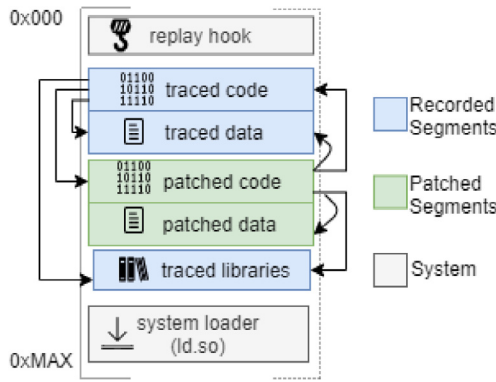 0x000
replay hook
01100
10110
11110
traced code
traced data
01100
10110
11110
patched code
patched data
traced libraries
system loader
(ld.so)
0xMAX
Recorded
Segments
Patched
Segments
System